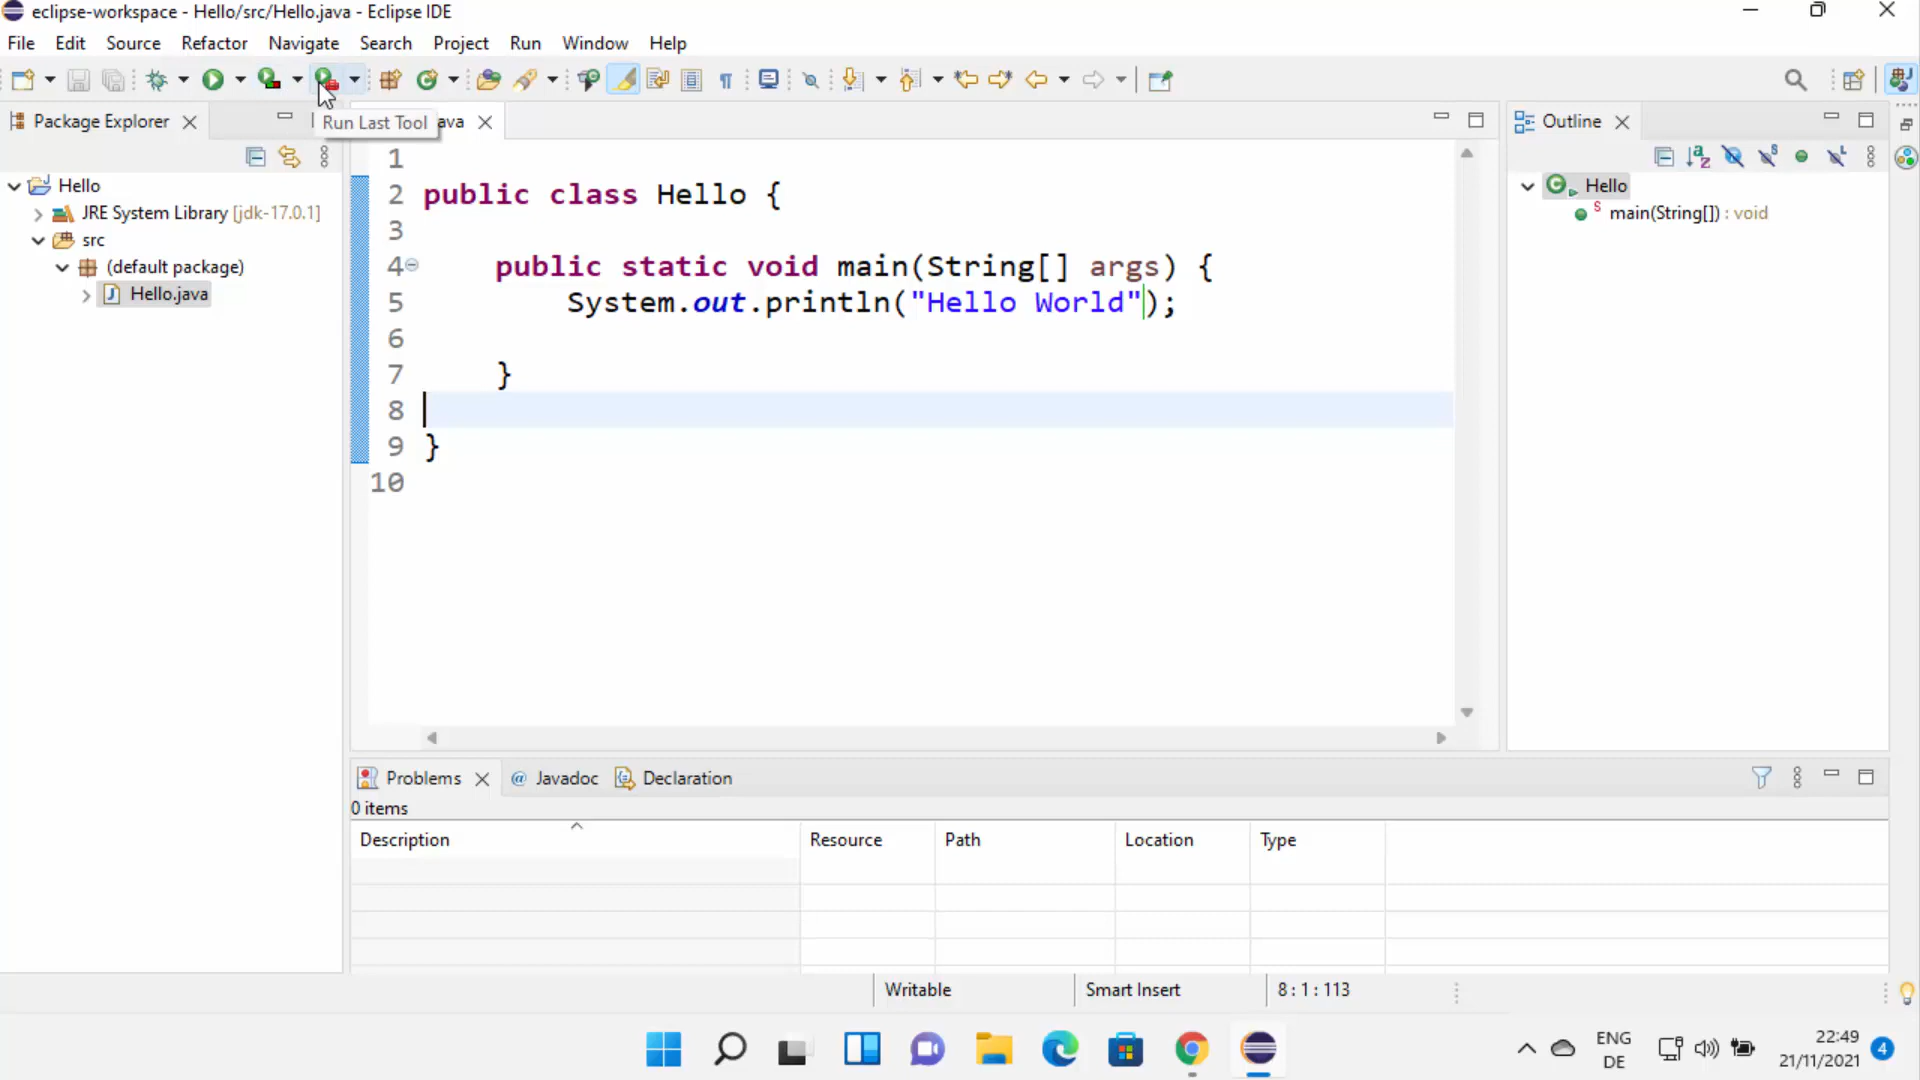 eclipse-workspace - Hello/src/Hello.java - Eclipse IDE
File Edit Source Refactor Navigate Search Project Run Window Help
Package Explorer
Run Last Tool
ava
Outline
Hello
JRE System Library [jdk-17.0.1]
src
(default package)
Hello.java
1
2 public class Hello {
3
4 public static void main(String[] args) {
5 System.out.println("Hello World");
6
7 }
8
9 }
10
Hello
main(String[]) : void
Problems Javadoc Declaration
0 items
Description Resource Path Location Type
Writable Smart Insert 8 : 1 : 113
ENG
DE
22:49
21/11/2021
4